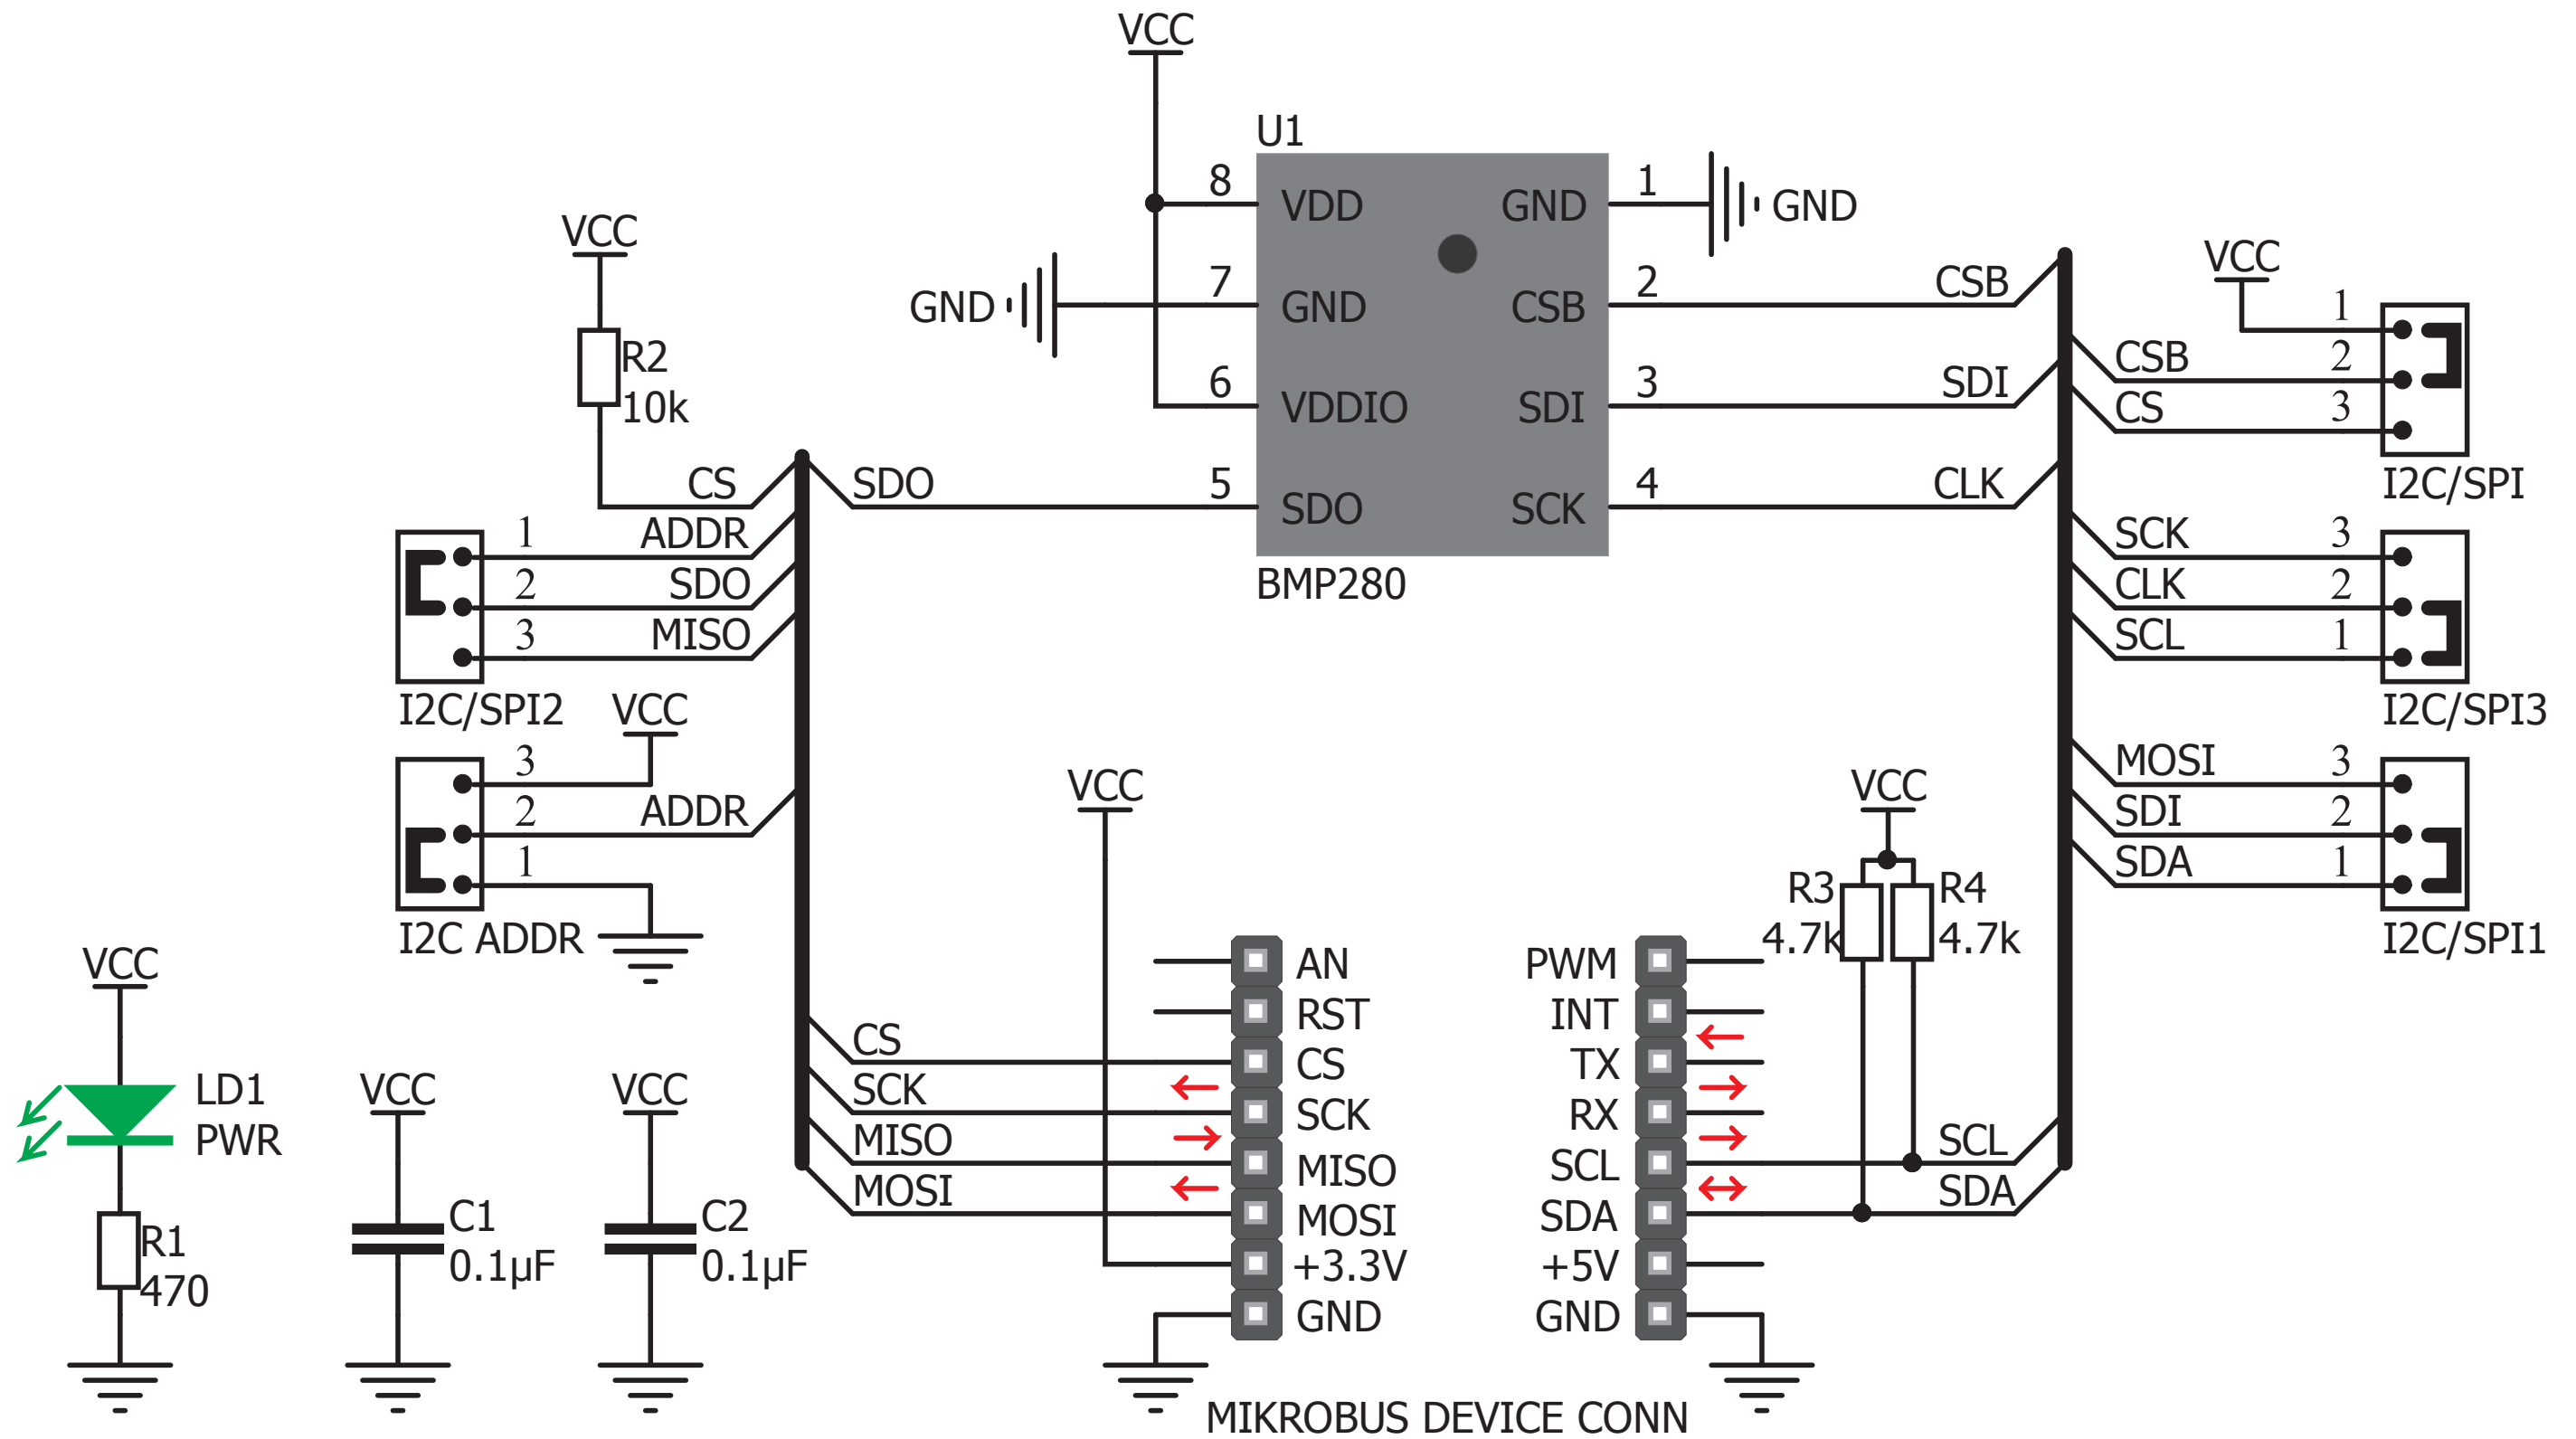 VCC
U1
8 VDD GND 1 GND
GND 7 GND CSB 2 CSB
6 VDDIO SDI 3 SDI
5 SDO SCK 4 CLK
SDO
BMP280
VCC
R2
10k
CS
1 ADDR
2 SDO
3 MISO
I2C/SPI2
VCC
3
2 ADDR
1
I2C ADDR
VCC
1
CSB 2
CS 3
I2C/SPI
SCK 3
CLK 2
SCL 1
I2C/SPI3
MOSI 3
SDI 2
SDA 1
I2C/SPI1
VCC
LD1
PWR
R1
470
VCC
C1
0.1µF
VCC
C2
0.1µF
VCC
VCC
R3
4.7k
R4
4.7k
AN PWM
RST INT
CS CS TX
SCK SCK RX
MISO MISO SCL SCL
MOSI MOSI SDA SDA
+3.3V +5V
GND GND
MIKROBUS DEVICE CONN